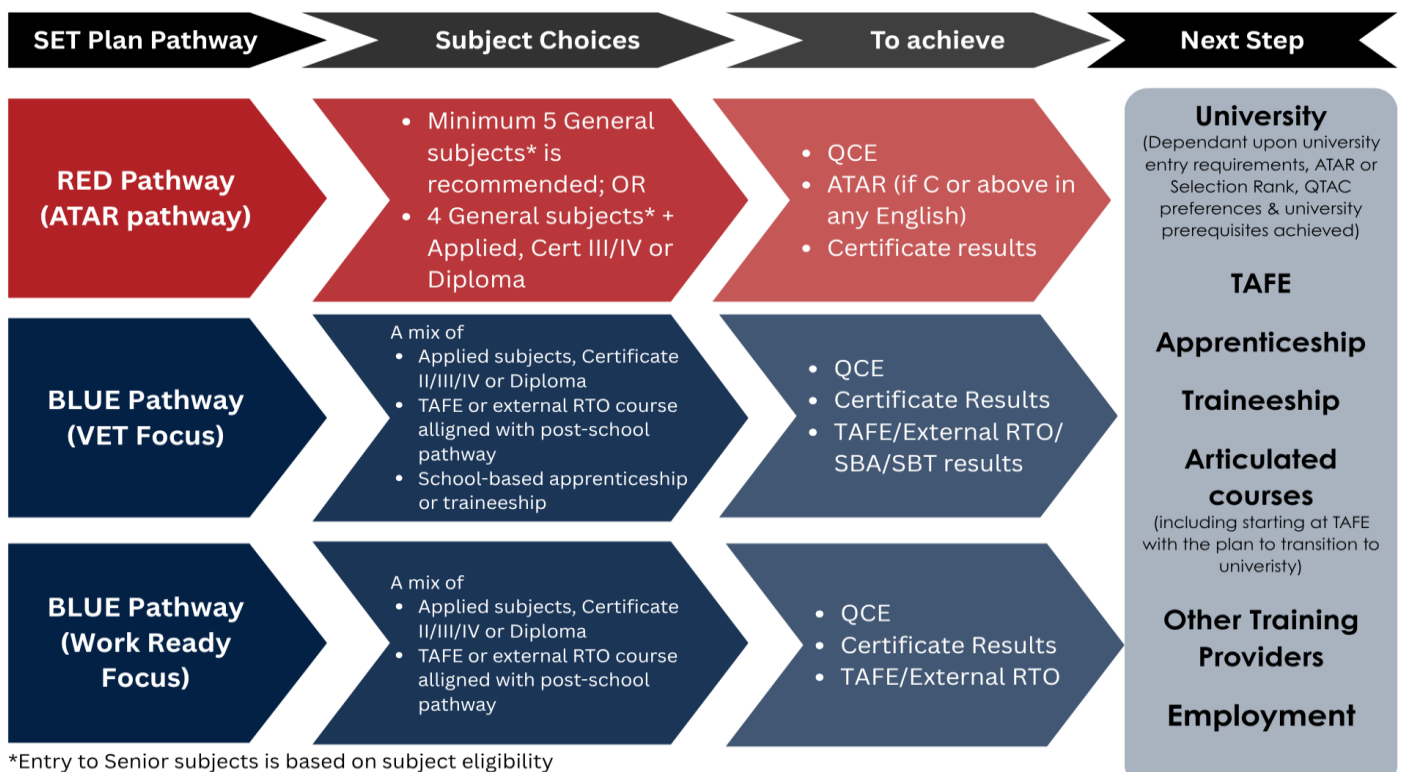 SET Plan Pathway
Subject Choices
To achieve
Next Step
RED Pathway
(ATAR pathway)
• Minimum 5 General
subjects* is
recommended; OR
• 4 General subjects* +
Applied, Cert III/IV or
Diploma
• QCE
• ATAR (if C or above in
any English)
• Certificate results
BLUE Pathway
(VET Focus)
A mix of
• Applied subjects, Certificate
II/III/IV or Diploma
• TAFE or external RTO course
alligned with post-school
pathway
• School-based apprenticeship
or traineeship
• QCE
• Certificate Results
• TAFE/External RTO/
SBA/SBT results
BLUE Pathway
(Work Ready
Focus)
A mix of
• Applied subjects, Certificate
II/III/IV or Diploma
• TAFE or external RTO course
alligned with post-school
pathway
• QCE
• Certificate Results
• TAFE/External RTO
University
(Dependant upon university
entry requirements, ATAR or
Selection Rank, QTAC
preferences & university
prerequisites achieved)
TAFE
Apprenticeship
Traineeship
Articulated
courses
(including starting at TAFE
with the plan to transition to
univeristy)
Other Training
Providers
Employment
*Entry to Senior subjects is based on subject eligibility